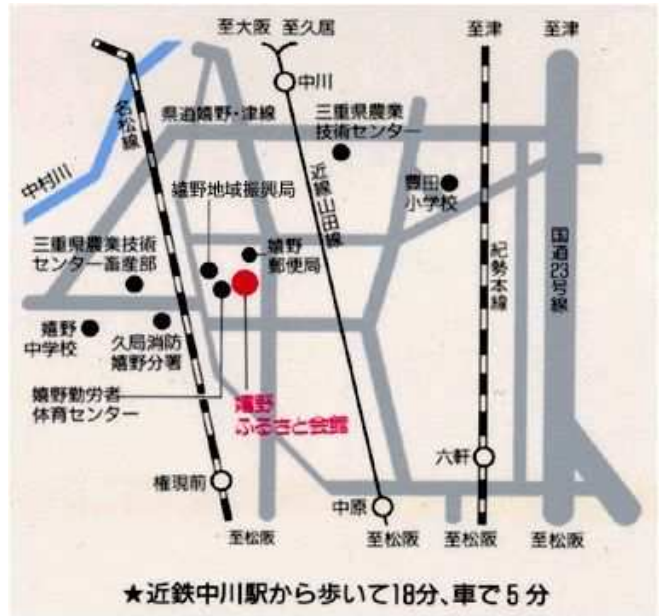 至大阪 至久居
至津
至津
中川
県道嬉野・津線
三重県農業
技術センター
名松線
中村川
近線山田線
嬉野地域振興局
豊田
小学校
三重県農業技術
センター畜産部
嬉野
郵便局
紀勢本線
国道23号線
嬉野
中学校
久局消防
嬉野分署
嬉野勤労者
体育センター
嬉野
ふるさと会館
六軒
権現前
中原
至松阪
至松阪
至松阪
至松阪
★近鉄中川駅から歩いて18分、車で5分